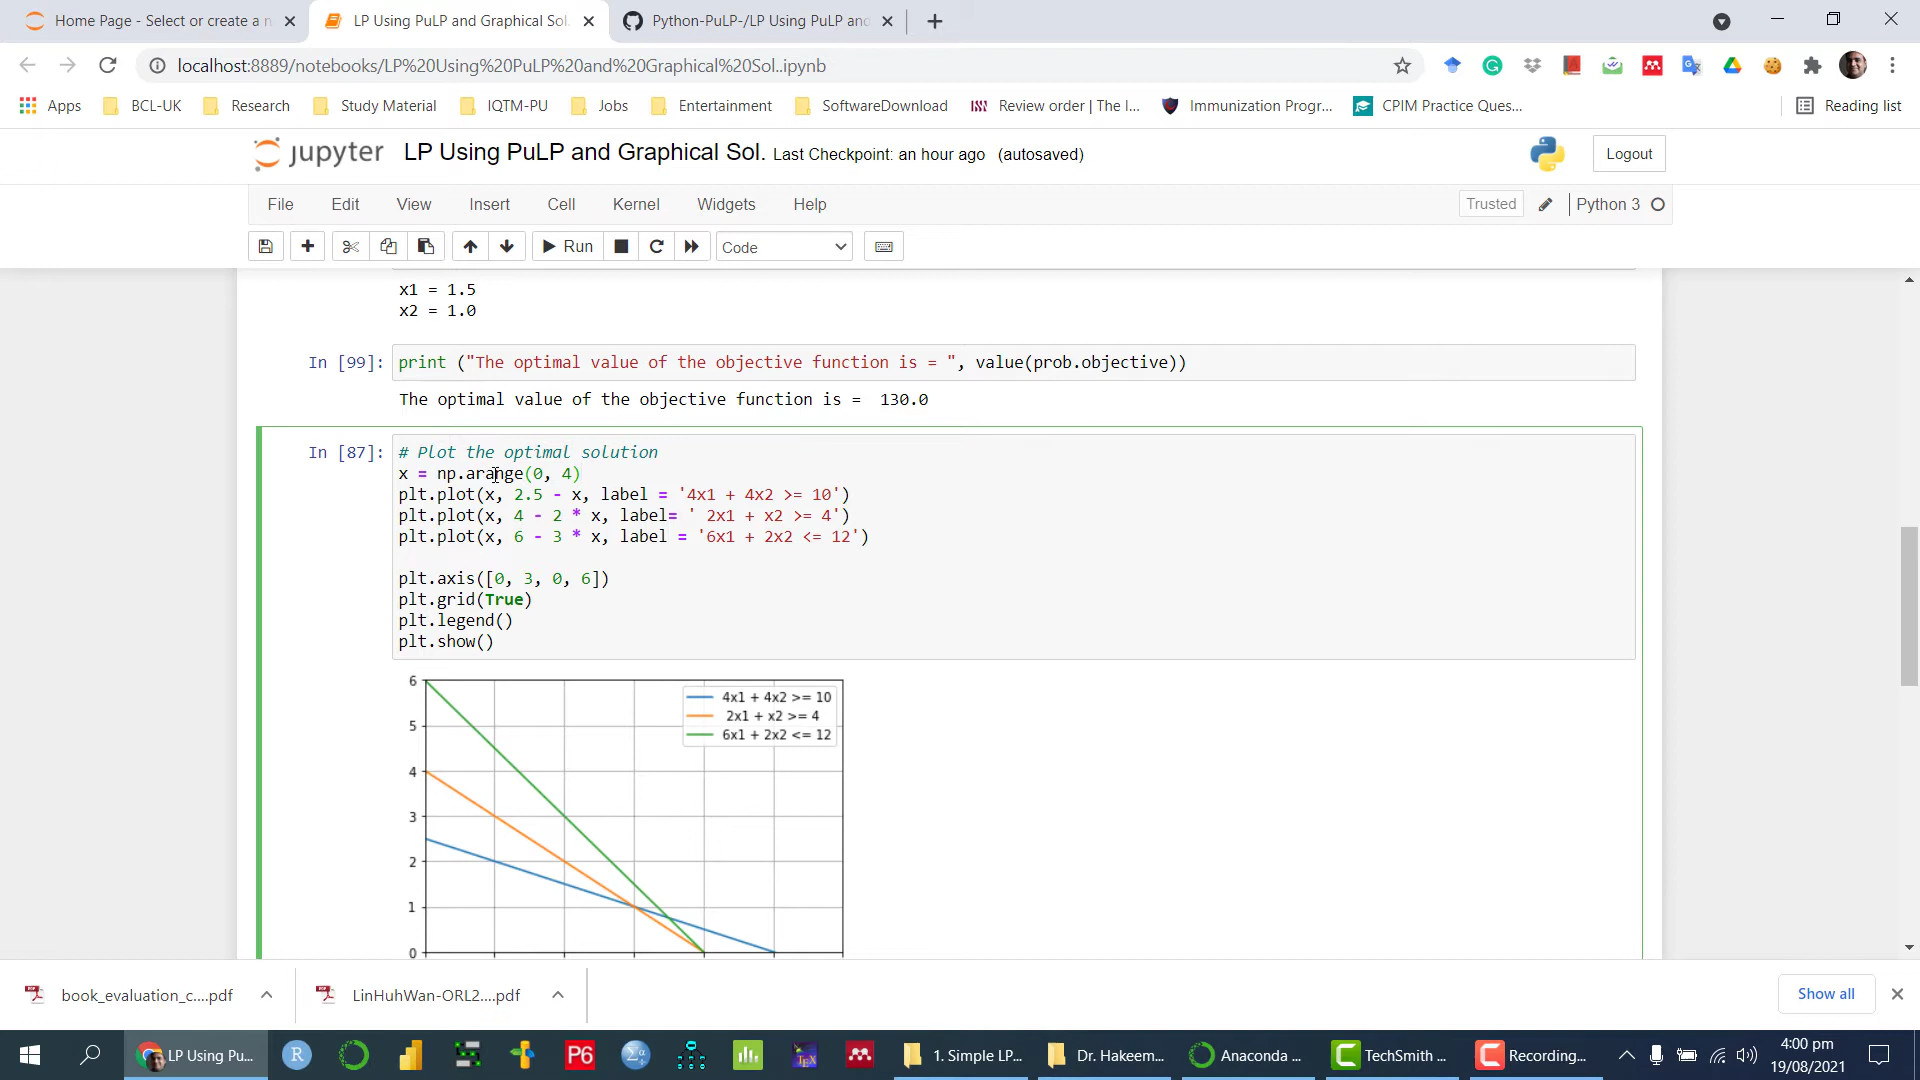 Home Page - Select or create a n
LP Using PuLP and Graphical Sol.
Python-PuLP-/LP Using PuLP and
localhost:8889/notebooks/LP%20Using%20PuLP%20and%20Graphical%20Sol..ipynb
Apps
BCL-UK
Research
Study Material
IQTM-PU
Jobs
Entertainment
SoftwareDownload
Review order | The I...
Immunization Progr...
CPIM Practice Ques...
Reading list
jupyter LP Using PuLP and Graphical Sol. Last Checkpoint: an hour ago (autosaved)
Logout
File Edit View Insert Cell Kernel Widgets Help
Trusted
Python 3
Run
Code
x1 = 1.5
x2 = 1.0
In [99]: print ("The optimal value of the objective function is = ", value(prob.objective))
The optimal value of the objective function is =  130.0
In [87]: # Plot the optimal solution
x = np.arange(0, 4)
plt.plot(x, 2.5 - x, label = '4x1 + 4x2 >= 10')
plt.plot(x, 4 - 2 * x, label= ' 2x1 + x2 >= 4')
plt.plot(x, 6 - 3 * x, label = '6x1 + 2x2 <= 12')
plt.axis([0, 3, 0, 6])
plt.grid(True)
plt.legend()
plt.show()
6
5
4
3
2
1
0
4x1 + 4x2 >= 10
2x1 + x2 >= 4
6x1 + 2x2 <= 12
book_evaluation_c....pdf
LinHuhWan-ORL2....pdf
Show all
LP Using Pu...
R
P6
TEX
1. Simple LP...
Dr. Hakeem...
Anaconda ...
TechSmith ...
Recording...
4:00 pm
19/08/2021